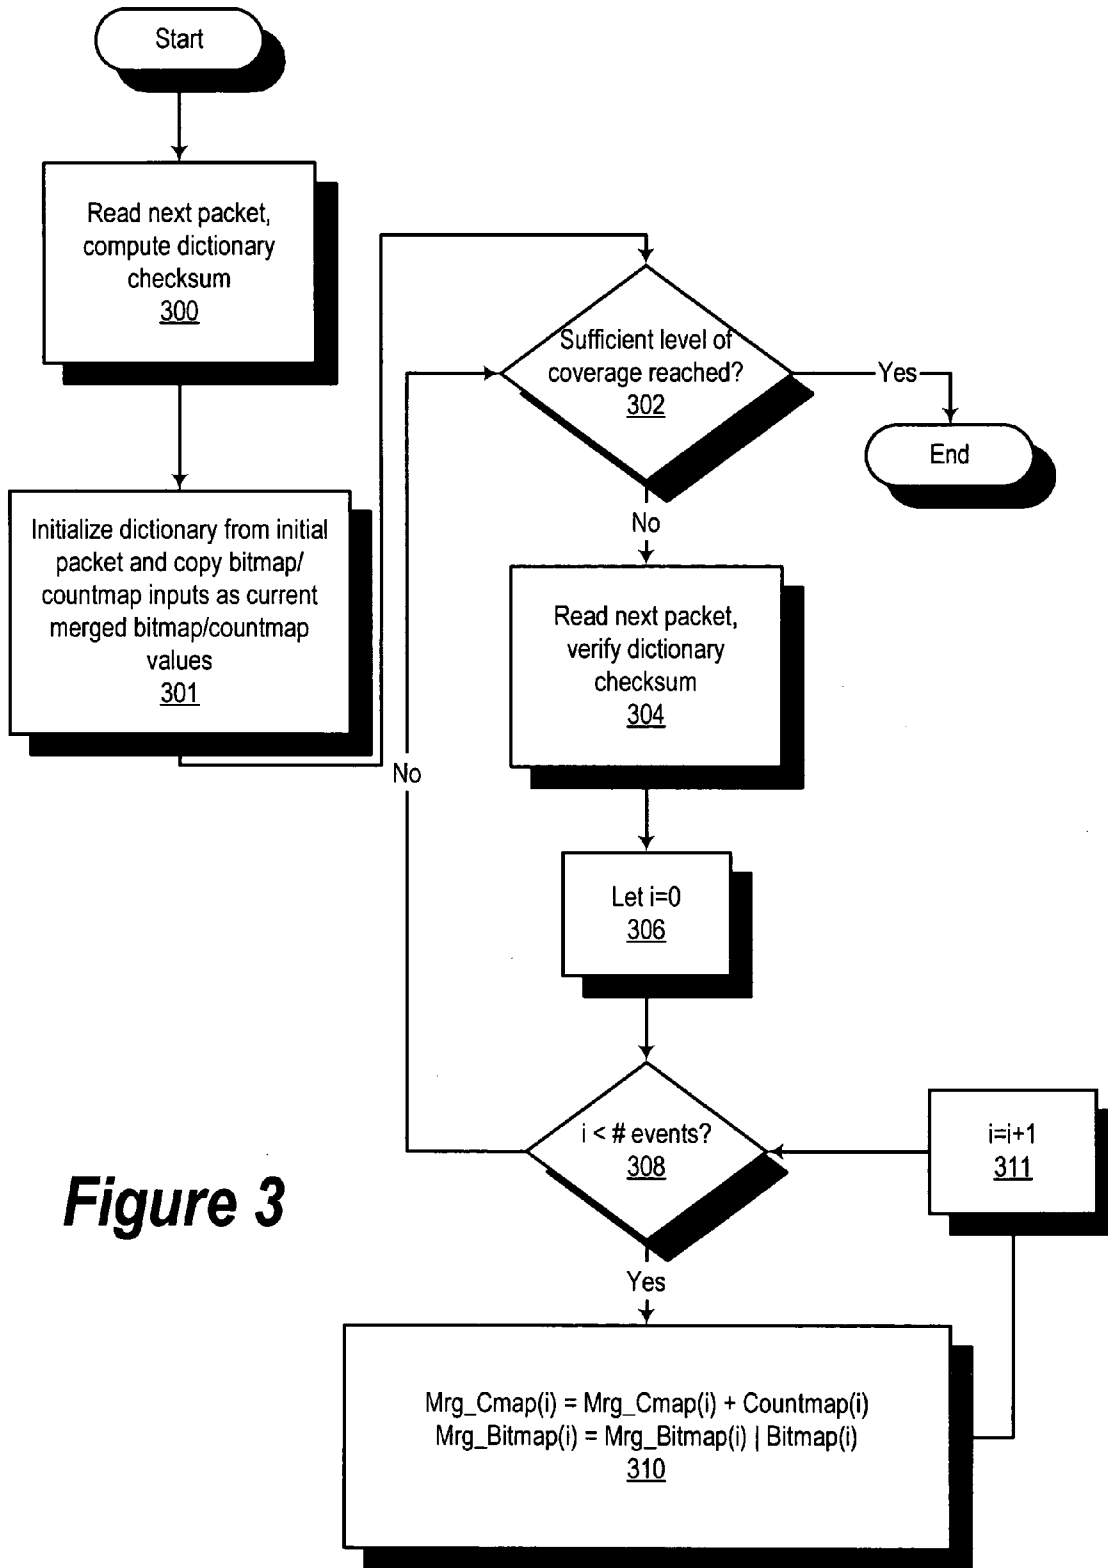 Start
Read next packet,
compute dictionary
checksum
300
Initialize dictionary from initial
packet and copy bitmap/
countmap inputs as current
merged bitmap/countmap
values
301
Sufficient level of
coverage reached?
302
Yes
End
No
Read next packet,
verify dictionary
checksum
304
No
Let i=0
306
i < # events?
308
i=i+1
311
Figure 3
Yes
Mrg_Cmap(i) = Mrg_Cmap(i) + Countmap(i)
Mrg_Bitmap(i) = Mrg_Bitmap(i) | Bitmap(i)
310